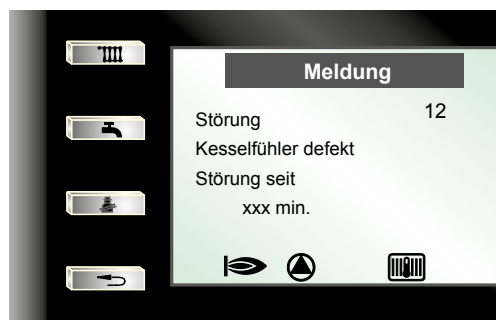 Meldung
Störung 12
Kesselfühler defekt
Störung seit
xxx min.